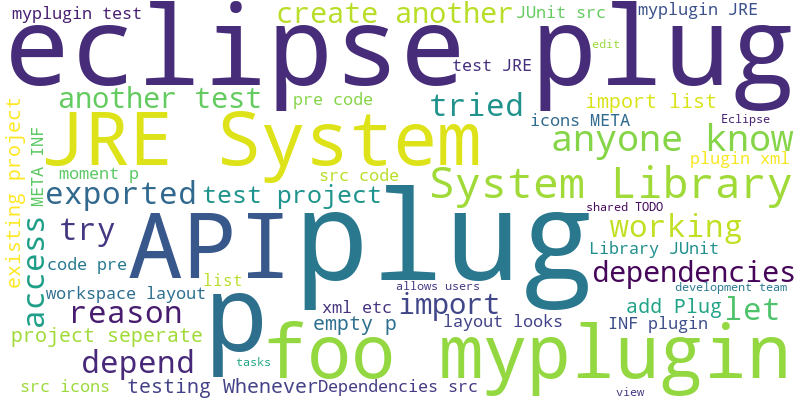 myplugin test
create another
JUnit src
myplugin JRE
eclipse plug
edit
test JRE
another test
pre code
tried
import list
icons META
Eclipse
existing project
META INF
JRE System
anyone know
plugin xml
moment p
src code
System Library
exported
test project
shared TODO
access
try
API
plug
working
Library JUnit
code pre
dependencies
list
allows users
development team
workspace layout
p
xml etc
import
reason
add Plug
let
empty p
layout looks
INF plugin
project seperate
foo myplugin
depend
tasks
src icons
testing Whenever
Dependencies src
view